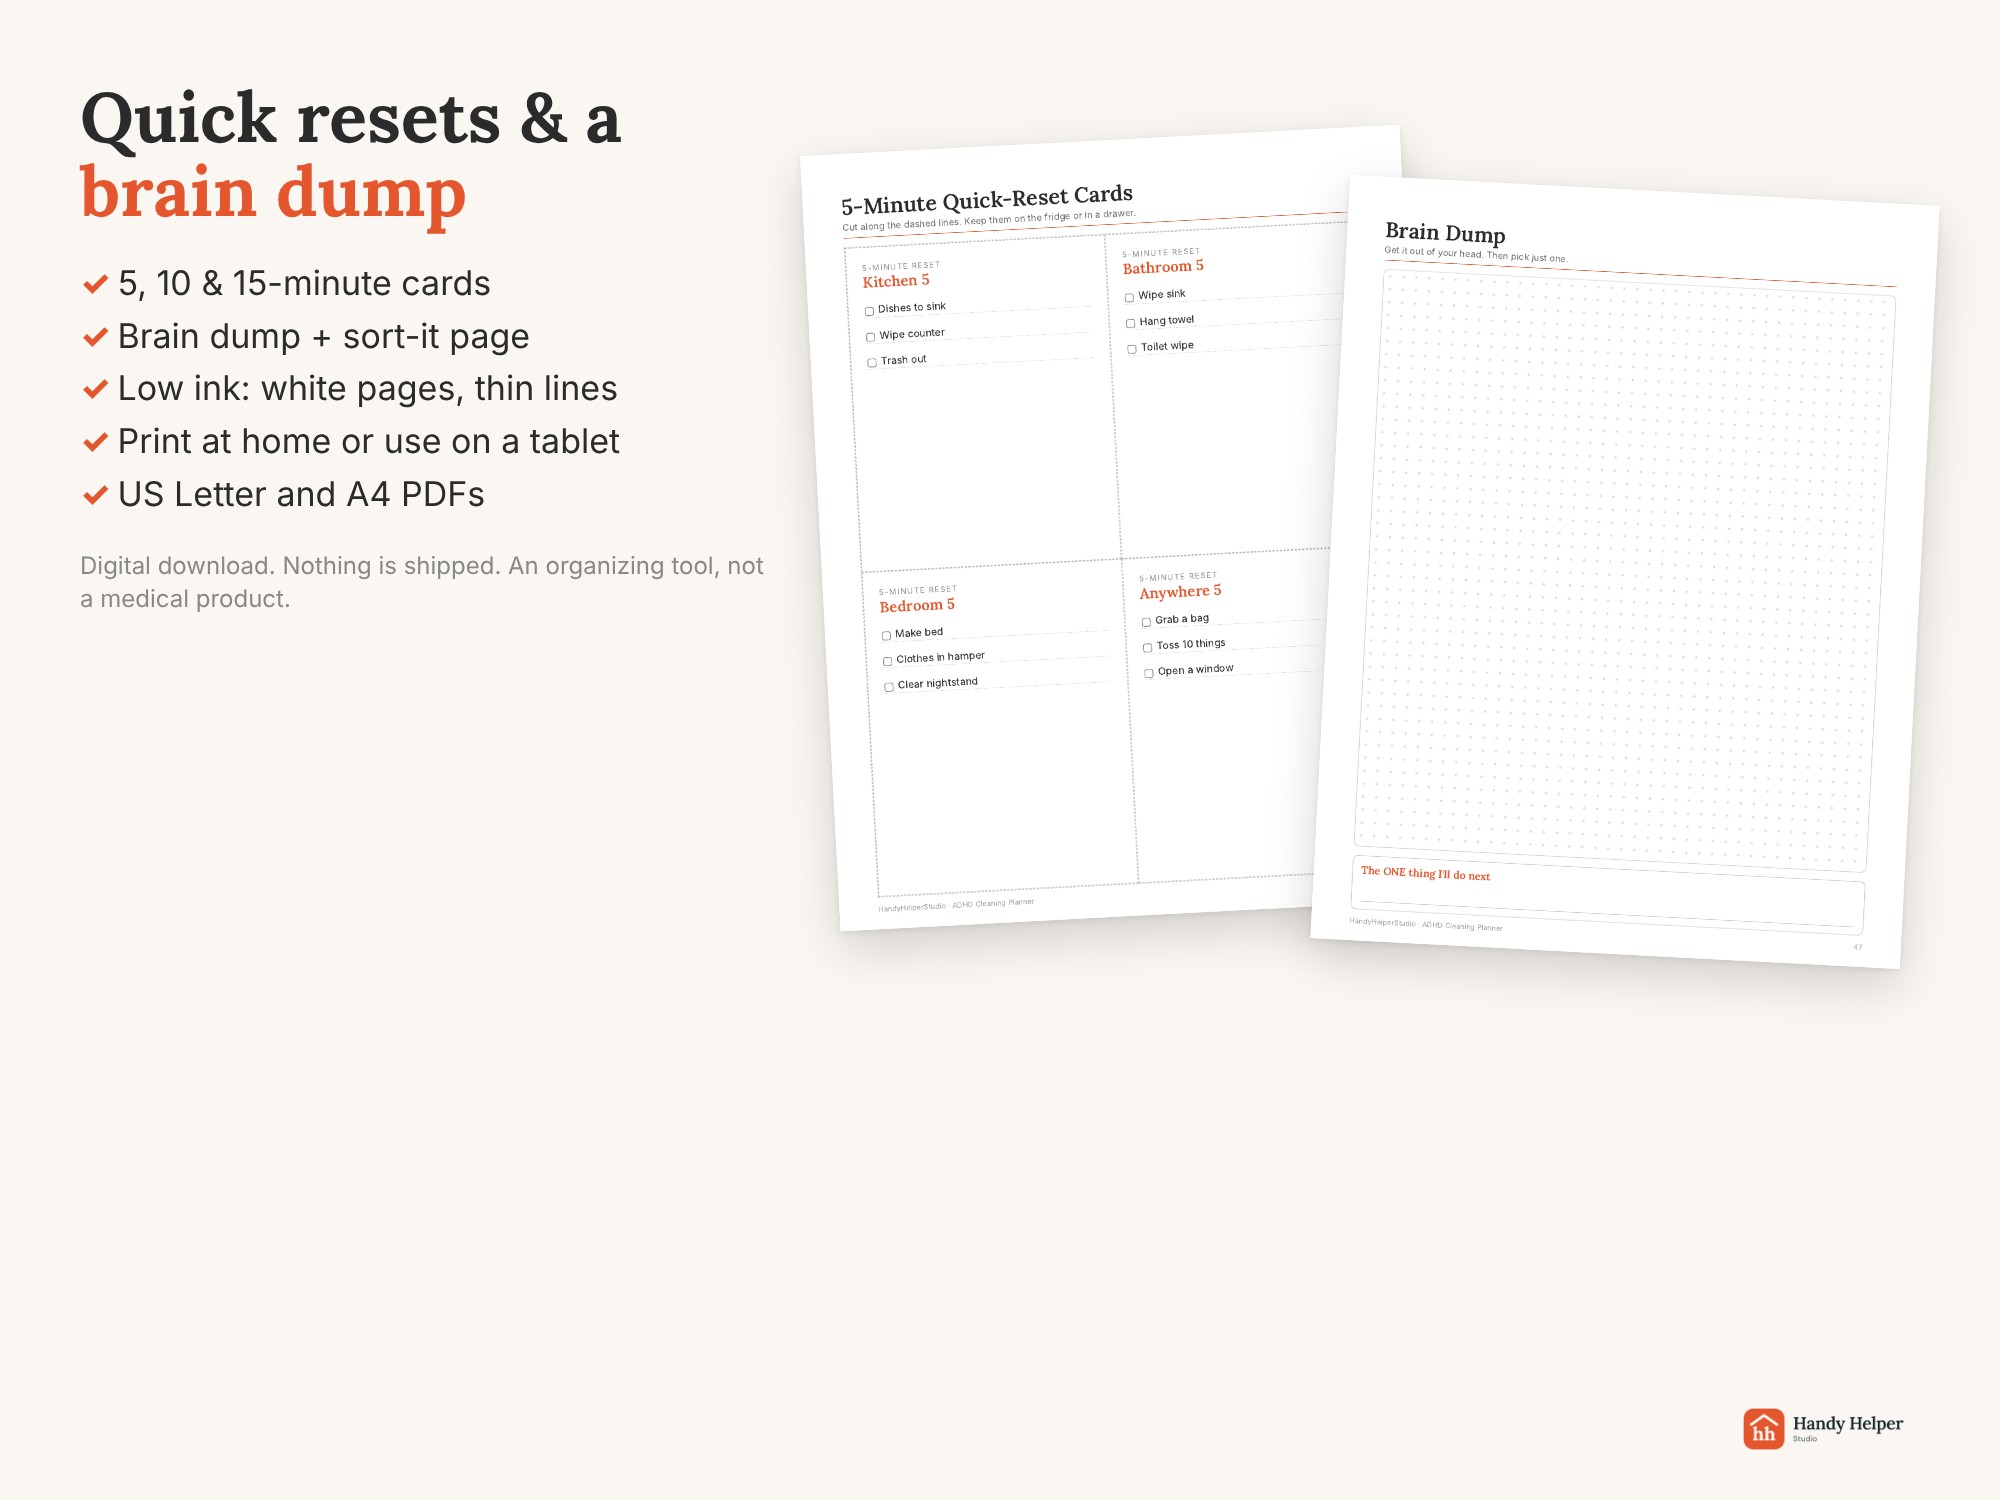 Quick resets & a
brain dump
5, 10 & 15-minute cards
Brain dump + sort-it page
Low ink: white pages, thin lines
Print at home or use on a tablet
US Letter and A4 PDFs
Digital download. Nothing is shipped. An organizing tool, not
a medical product.
5-Minute Quick-Reset Cards
Cut along the dashed lines. Keep them on the fridge or in a drawer.
5-MINUTE RESET
Kitchen 5
Dishes to sink
Wipe counter
Trash out
5-MINUTE RESET
Bathroom 5
Wipe sink
Hang towel
Toilet wipe
5-MINUTE RESET
Bedroom 5
Make bed
Clothes in hamper
Clear nightstand
5-MINUTE RESET
Anywhere 5
Grab a bag
Toss 10 things
Open a window
HandyHelperStudio · ADHD Cleaning Planner
Brain Dump
Get it out of your head. Then pick just one.
The ONE thing I'll do next
HandyHelperStudio · ADHD Cleaning Planner
47
hh
Handy Helper
Studio